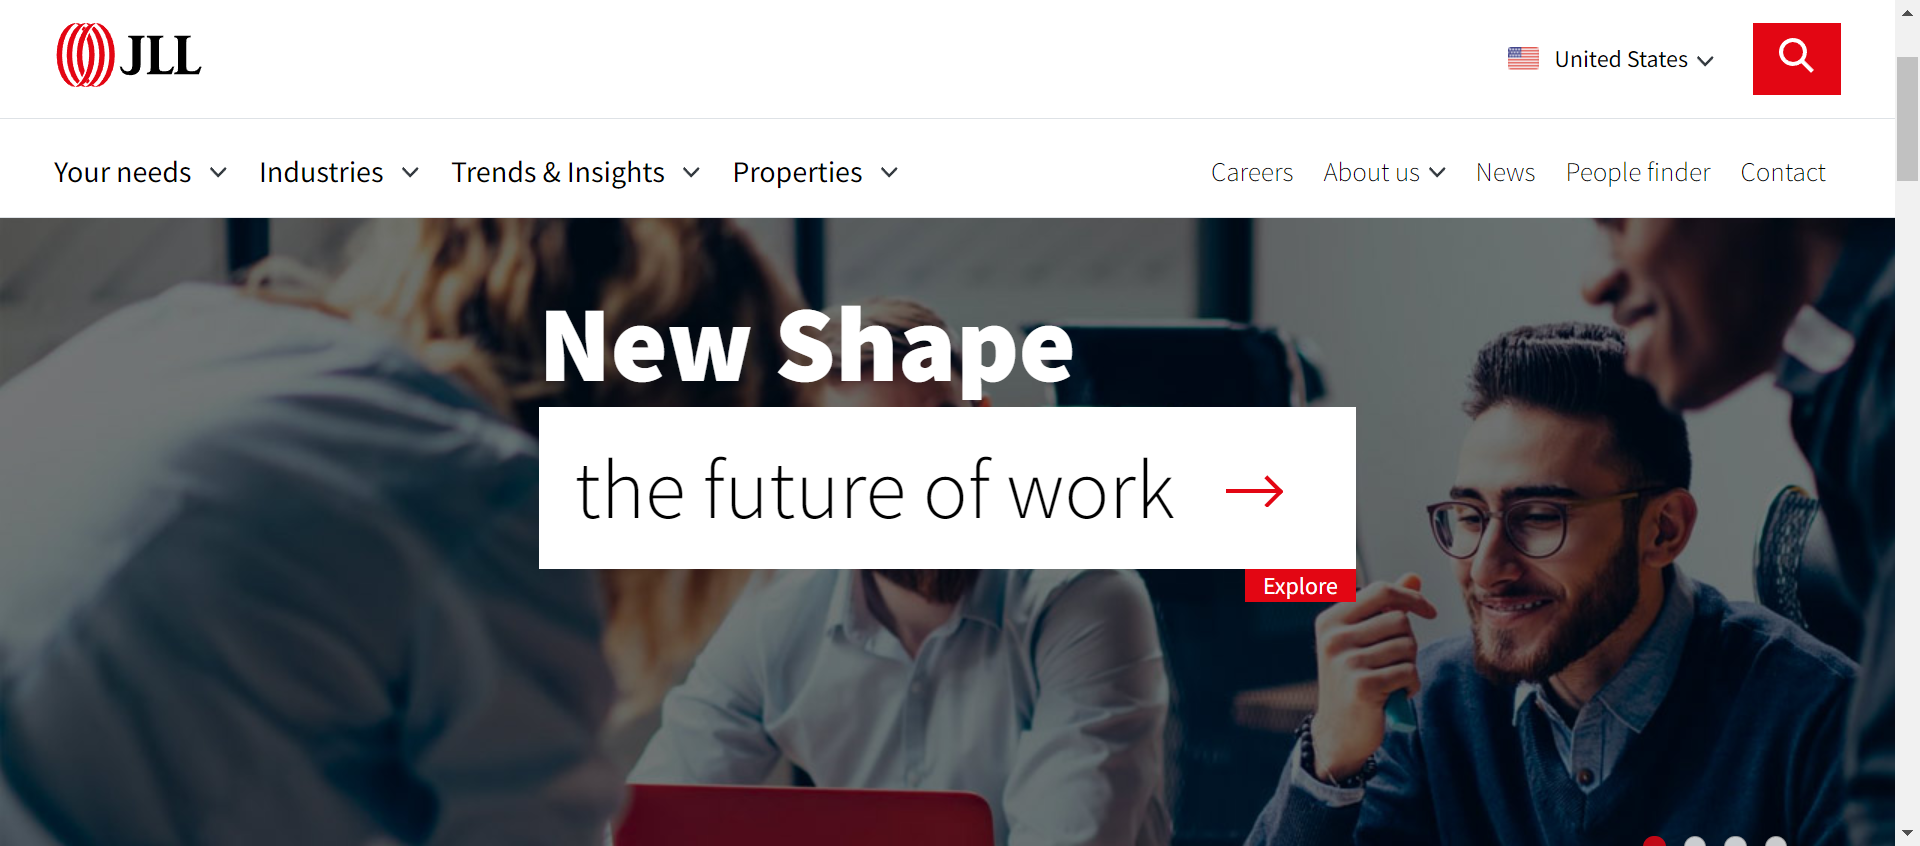 JLL
United States
Your needs Industries Trends & Insights Properties Careers About us News People finder Contact
New Shape
the future of work
Explore